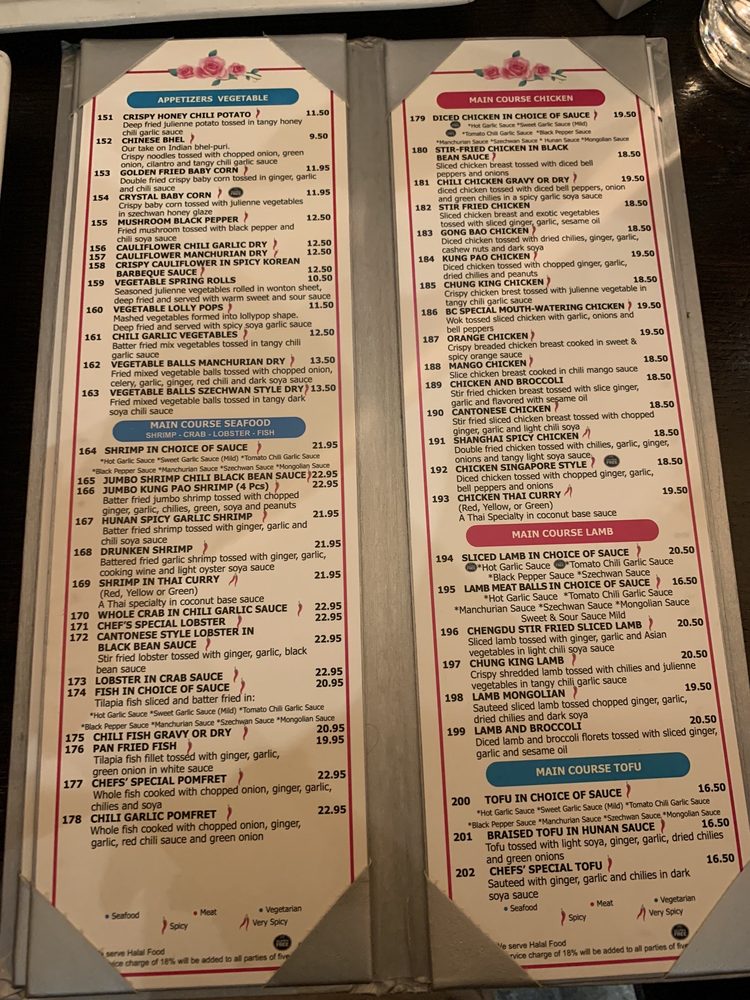 APPETIZERS VEGETABLE
151 CRISPY HONEY CHILI POTATO 11.50
Deep fried julienne potato tossed in tangy honey
chili garlic sauce
152 CHINESE BHEL 9.50
Our take on Indian bhel-puri.
Crispy noodles tossed with chopped onion, green
onion, cilantro and tangy chili garlic sauce
153 GOLDEN FRIED BABY CORN 11.95
Double fried crispy baby corn tossed in ginger, garlic
and chili sauce
154 CRYSTAL BABY CORN 11.95
Crispy baby corn tossed with julienne vegetables
in szechwan honey glaze
155 MUSHROOM BLACK PEPPER 12.50
Fried mushroom tossed with black pepper and
chili soya sauce
156 CAULIFLOWER CHILI GARLIC DRY 12.50
157 CAULIFLOWER MANCHURIAN DRY 12.50
158 CRISPY CAULIFLOWER IN SPICY KOREAN
BARBEQUE SAUCE 12.50
159 VEGETABLE SPRING ROLLS 10.50
Seasoned julienne vegetables rolled in wonton sheet,
deep fried and served with warm sweet and sour sauce
160 VEGETABLE LOLLY POPS 11.50
Mashed vegetables formed into lollypop shape.
Deep fried and served with spicy soya garlic sauce
161 CHILI GARLIC VEGETABLES 12.50
Batter fried mix vegetables tossed in tangy chili
garlic sauce
162 VEGETABLE BALLS MANCHURIAN DRY 13.50
Fried mixed vegetable balls tossed with chopped onion,
celery, garlic, ginger, red chili and dark soya sauce
163 VEGETABLE BALLS SZECHWAN STYLE DRY 13.50
Fried mixed vegetable balls tossed in tangy dark
soya chili sauce
MAIN COURSE SEAFOOD
SHRIMP - CRAB - LOBSTER - FISH
164 SHRIMP IN CHOICE OF SAUCE 21.95
*Hot Garlic Sauce *Sweet Garlic Sauce (Mild) *Tomato Chili Garlic Sauce
*Black Pepper Sauce *Manchurian Sauce *Szechwan Sauce *Mongolian Sauce
165 JUMBO SHRIMP CHILI BLACK BEAN SAUCE 22.95
166 JUMBO KUNG PAO SHRIMP (4 Pcs) 22.95
Batter fried jumbo shrimp tossed with chopped
ginger, garlic, chilies, green, soya and peanuts
167 HUNAN SPICY GARLIC SHRIMP 21.95
Batter fried shrimp tossed with ginger, garlic and
chili soya sauce
168 DRUNKEN SHRIMP 21.95
Battered fried garlic shrimp tossed with ginger, garlic,
cooking wine and light oyster soya sauce
169 SHRIMP IN THAI CURRY 21.95
(Red, Yellow or Green)
A Thai specialty in coconut base sauce
170 WHOLE CRAB IN CHILI GARLIC SAUCE 22.95
171 CHEF'S SPECIAL LOBSTER 22.95
172 CANTONESE STYLE LOBSTER IN
BLACK BEAN SAUCE 22.95
Stir fried lobster tossed with ginger, garlic, black
bean sauce
173 LOBSTER IN CRAB SAUCE 22.95
174 FISH IN CHOICE OF SAUCE 20.95
Tilapia fish sliced and batter fried in:
*Hot Garlic Sauce *Sweet Garlic Sauce (Mild) *Tomato Chili Garlic Sauce
*Black Pepper Sauce *Manchurian Sauce *Szechwan Sauce *Mongolian Sauce
175 CHILI FISH GRAVY OR DRY 20.95
176 PAN FRIED FISH 19.95
Tilapia fish fillet tossed with ginger, garlic,
green onion in white sauce
177 CHEFS' SPECIAL POMFRET 22.95
Whole fish cooked with chopped onion, ginger, garlic,
chilies and soya
178 CHILI GARLIC POMFRET 22.95
Whole fish cooked with chopped onion, ginger,
garlic, red chili sauce and green onion
Seafood Meat Vegetarian
Spicy Very Spicy
FREE
serve Halal Food
vice charge of 18% will be added to all parties of five
MAIN COURSE CHICKEN
179 DICED CHICKEN IN CHOICE OF SAUCE 19.50
*Hot Garlic Sauce *Sweet Garlic Sauce (Mild)
*Tomato Chili Garlic Sauce *Black Pepper Sauce
*Manchurian Sauce *Szechwan Sauce * Hunan Sauce *Mongolian Sauce
180 STIR-FRIED CHICKEN IN BLACK
BEAN SAUCE 18.50
Sliced chicken breast tossed with diced bell
peppers and onions
181 CHILI CHICKEN GRAVY OR DRY 19.50
diced chicken tossed with diced bell peppers, onion
and green chilies in a spicy garlic soya sauce
182 STIR FRIED CHICKEN 18.50
Sliced chicken breast and exotic vegetables
tossed with sliced ginger, garlic, sesame oil
183 GONG BAO CHICKEN 18.50
Diced chicken tossed with dried chilies, ginger, garlic,
cashew nuts and dark soya
184 KUNG PAO CHICKEN 19.50
Diced chicken tossed with chopped ginger, garlic,
dried chilies and peanuts
185 CHUNG KING CHICKEN 18.50
Crispy chicken brest tossed with julienne vegetable in
tangy chili garlic sauce
186 BC SPECIAL MOUTH-WATERING CHICKEN 19.50
Wok tossed sliced chicken with garlic, onions and
bell peppers
187 ORANGE CHICKEN 19.50
Crispy breaded chicken breast cooked in sweet &
spicy orange sauce
188 MANGO CHICKEN 18.50
Slice chicken breast cooked in chili mango sauce
189 CHICKEN AND BROCCOLI 18.50
Stir fried chicken breast tossed with slice ginger,
garlic and flavored with sesame oil
190 CANTONESE CHICKEN 18.50
Stir fried sliced chicken breast tossed with chopped
ginger, garlic and light chili soya
191 SHANGHAI SPICY CHICKEN 18.50
Double fried chicken tossed with chilies, garlic, ginger,
onions and tangy light soya sauce
192 CHICKEN SINGAPORE STYLE 18.50
Diced chicken tossed with chopped ginger, garlic,
bell peppers and onions
193 CHICKEN THAI CURRY 19.50
(Red, Yellow, or Green)
A Thai Specialty in coconut base sauce
MAIN COURSE LAMB
194 SLICED LAMB IN CHOICE OF SAUCE 20.50
*Hot Garlic Sauce *Tomato Chili Garlic Sauce
*Black Pepper Sauce *Szechwan Sauce
195 LAMB MEAT BALLS IN CHOICE OF SAUCE 16.50
*Hot Garlic Sauce *Tomato Chili Garlic Sauce
*Manchurian Sauce *Szechwan Sauce *Mongolian Sauce
Sweet & Sour Sauce Mild
196 CHENGDU STIR FRIED SLICED LAMB 20.50
Sliced lamb tossed with ginger, garlic and Asian
vegetables in light chili soya sauce
197 CHUNG KING LAMB 20.50
Crispy shredded lamb tossed with chilies and julienne
vegetables in tangy chili garlic sauce
198 LAMB MONGOLIAN 19.50
Sauteed sliced lamb tossed chopped ginger, garlic,
dried chilies and dark soya
199 LAMB AND BROCCOLI 20.50
Diced lamb and broccoli florets tossed with sliced ginger,
garlic and sesame oil
MAIN COURSE TOFU
200 TOFU IN CHOICE OF SAUCE 16.50
*Hot Garlic Sauce *Sweet Garlic Sauce (Mild) *Tomato Chili Garlic Sauce
*Black Pepper Sauce *Manchurian Sauce *Szechwan Sauce *Mongolian Sauce
201 BRAISED TOFU IN HUNAN SAUCE 16.50
Tofu tossed with light soya, ginger, garlic, dried chilies
and green onions
202 CHEFS' SPECIAL TOFU 16.50
Sauteed with ginger, garlic and chilies in dark
soya sauce
Seafood Meat Vegetarian
Spicy Very Spicy
FREE
e serve Halal Food
vice charge of 18% will be added to all parties of five